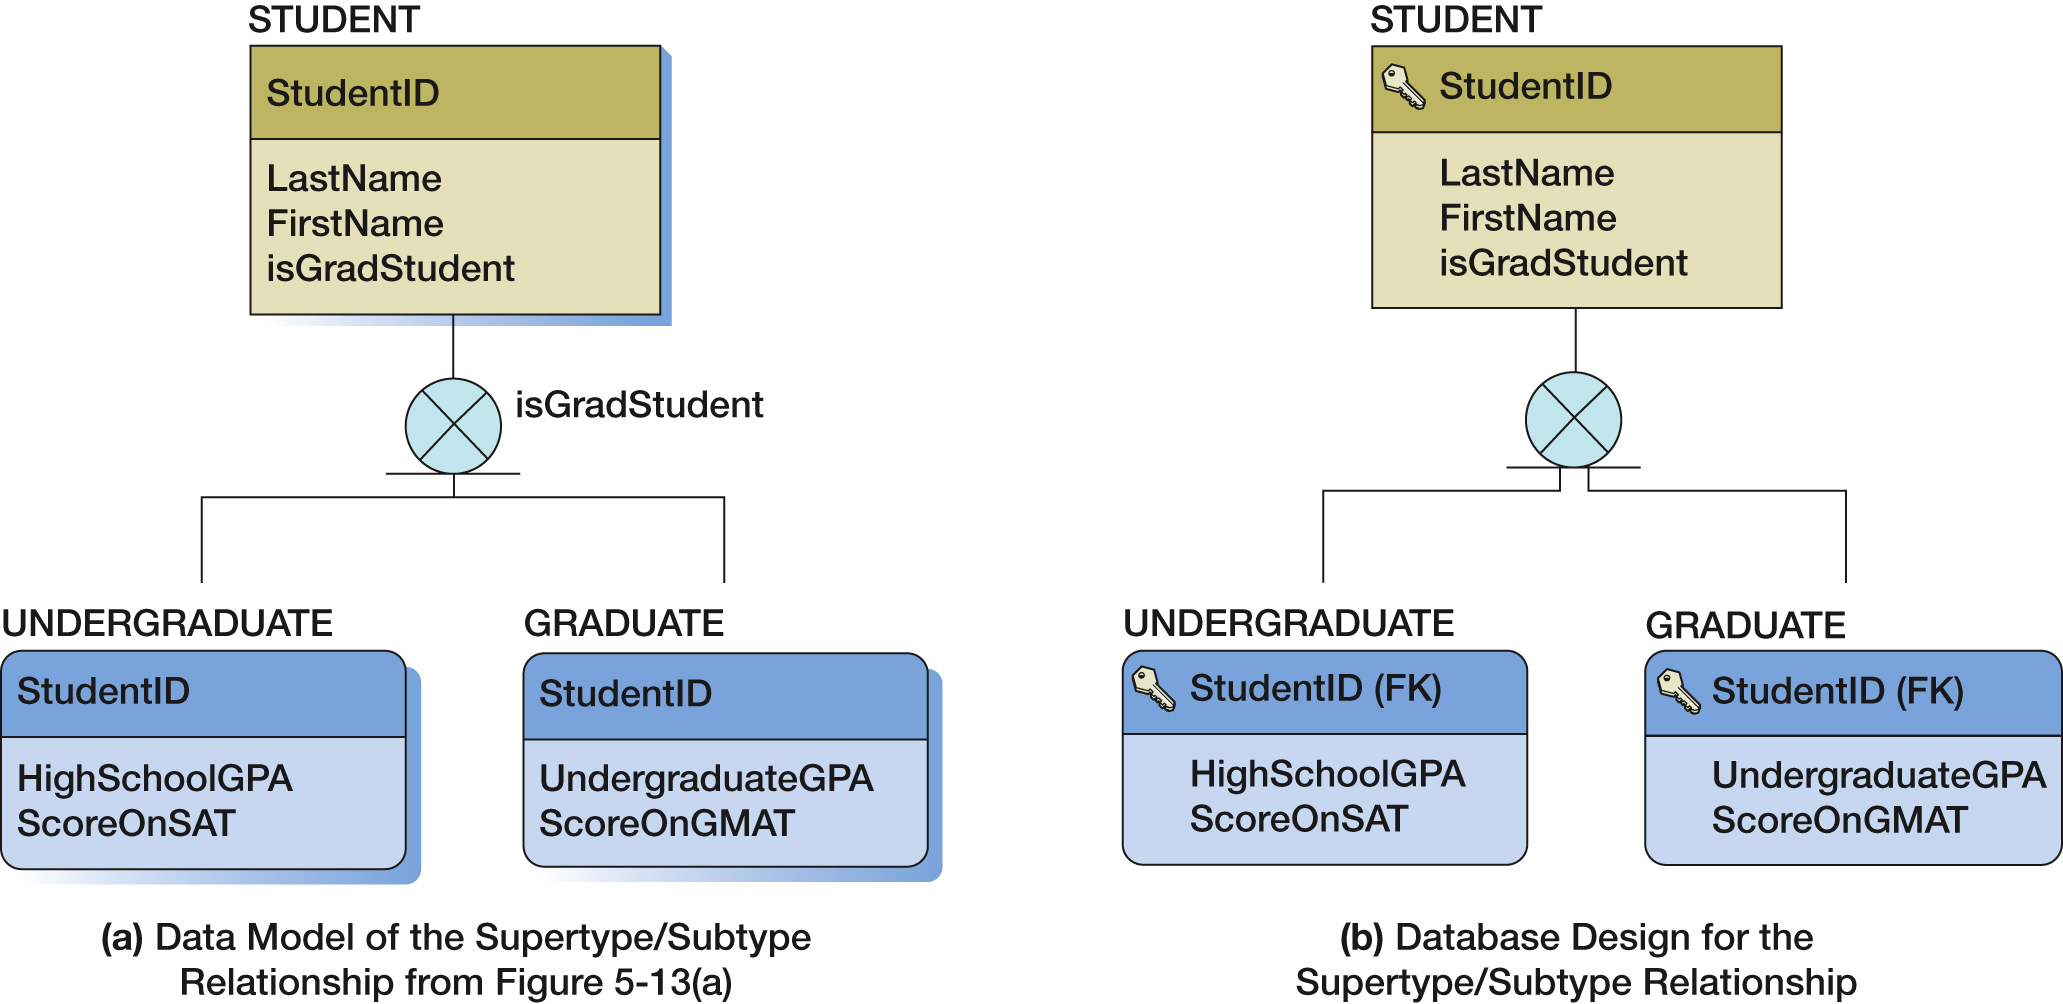 STUDENT
StudentID
LastName
FirstName
isGradStudent
isGradStudent
UNDERGRADUATE
StudentID
HighSchoolGPA
ScoreOnSAT
GRADUATE
StudentID
UndergraduateGPA
ScoreOnGMAT
(a) Data Model of the Supertype/Subtype
Relationship from Figure 5-13(a)
STUDENT
StudentID
LastName
FirstName
isGradStudent
UNDERGRADUATE
StudentID (FK)
HighSchoolGPA
ScoreOnSAT
GRADUATE
StudentID (FK)
UndergraduateGPA
ScoreOnGMAT
(b) Database Design for the
Supertype/Subtype Relationship